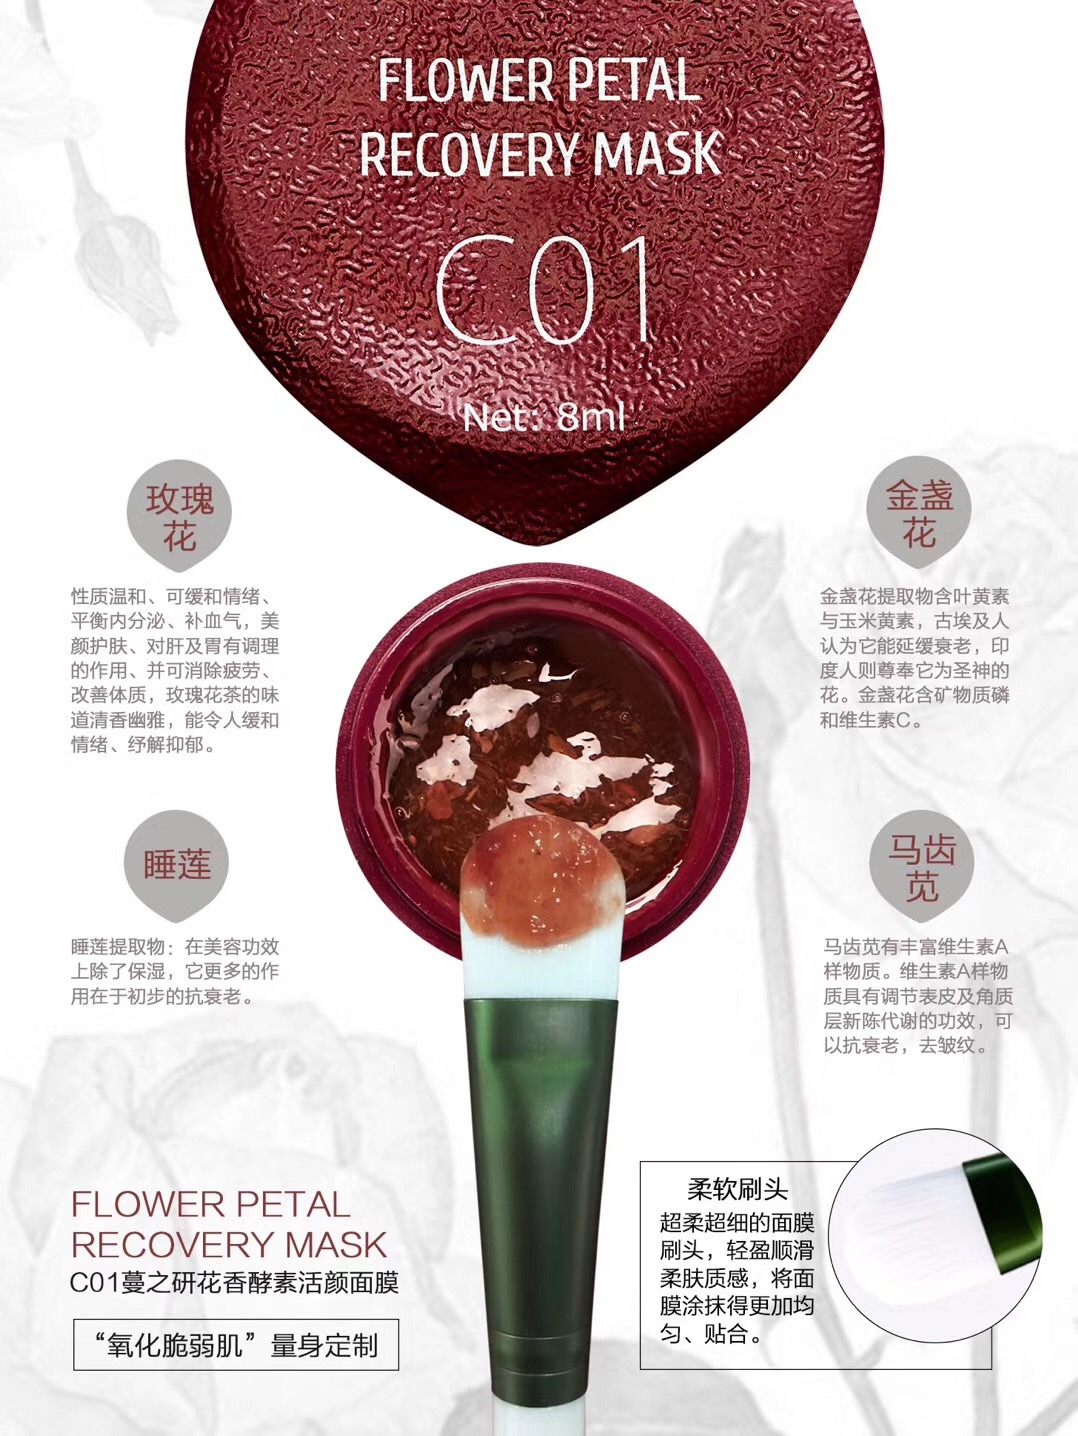 FLOWER PETAL
RECOVERY MASK
C01
Net: 8ml
玫瑰
花
性质温和、可缓和情绪、
平衡内分泌、补血气，美
颜护肤、对肝及胃有调理
的作用、并可消除疲劳、
改善体质，玫瑰花茶的味
道清香幽雅，能令人缓和
情绪、纾解抑郁。
金盏
花
金盏花提取物含叶黄素
与玉米黄素，古埃及人
认为它能延缓衰老，印
度人则尊奉它为圣神的
花。金盏花含矿物质磷
和维生素C。
睡莲
睡莲提取物：在美容功效
上除了保湿，它更多的作
用在于初步的抗衰老。
马齿
苋
马齿苋有丰富维生素A
样物质。维生素A样物
质具有调节表皮及角质
层新陈代谢的功效，可
以抗衰老，去皱纹。
FLOWER PETAL
RECOVERY MASK
C01蔓之研花香酵素活颜面膜
“氧化脆弱肌”量身定制
柔软刷头
超柔超细的面膜
刷头，轻盈顺滑
柔肤质感，将面
膜涂抹得更加均
匀、贴合。